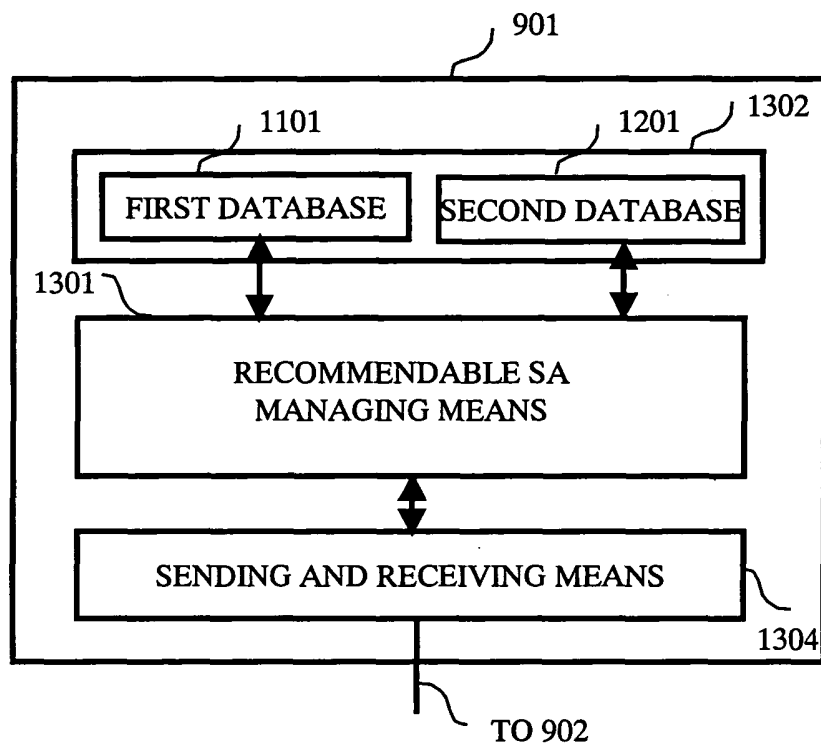 901
1302
1101
1201
FIRST DATABASE
SECOND DATABASE
1301
RECOMMENDABLE SA
MANAGING MEANS
SENDING AND RECEIVING MEANS
1304
TO 902